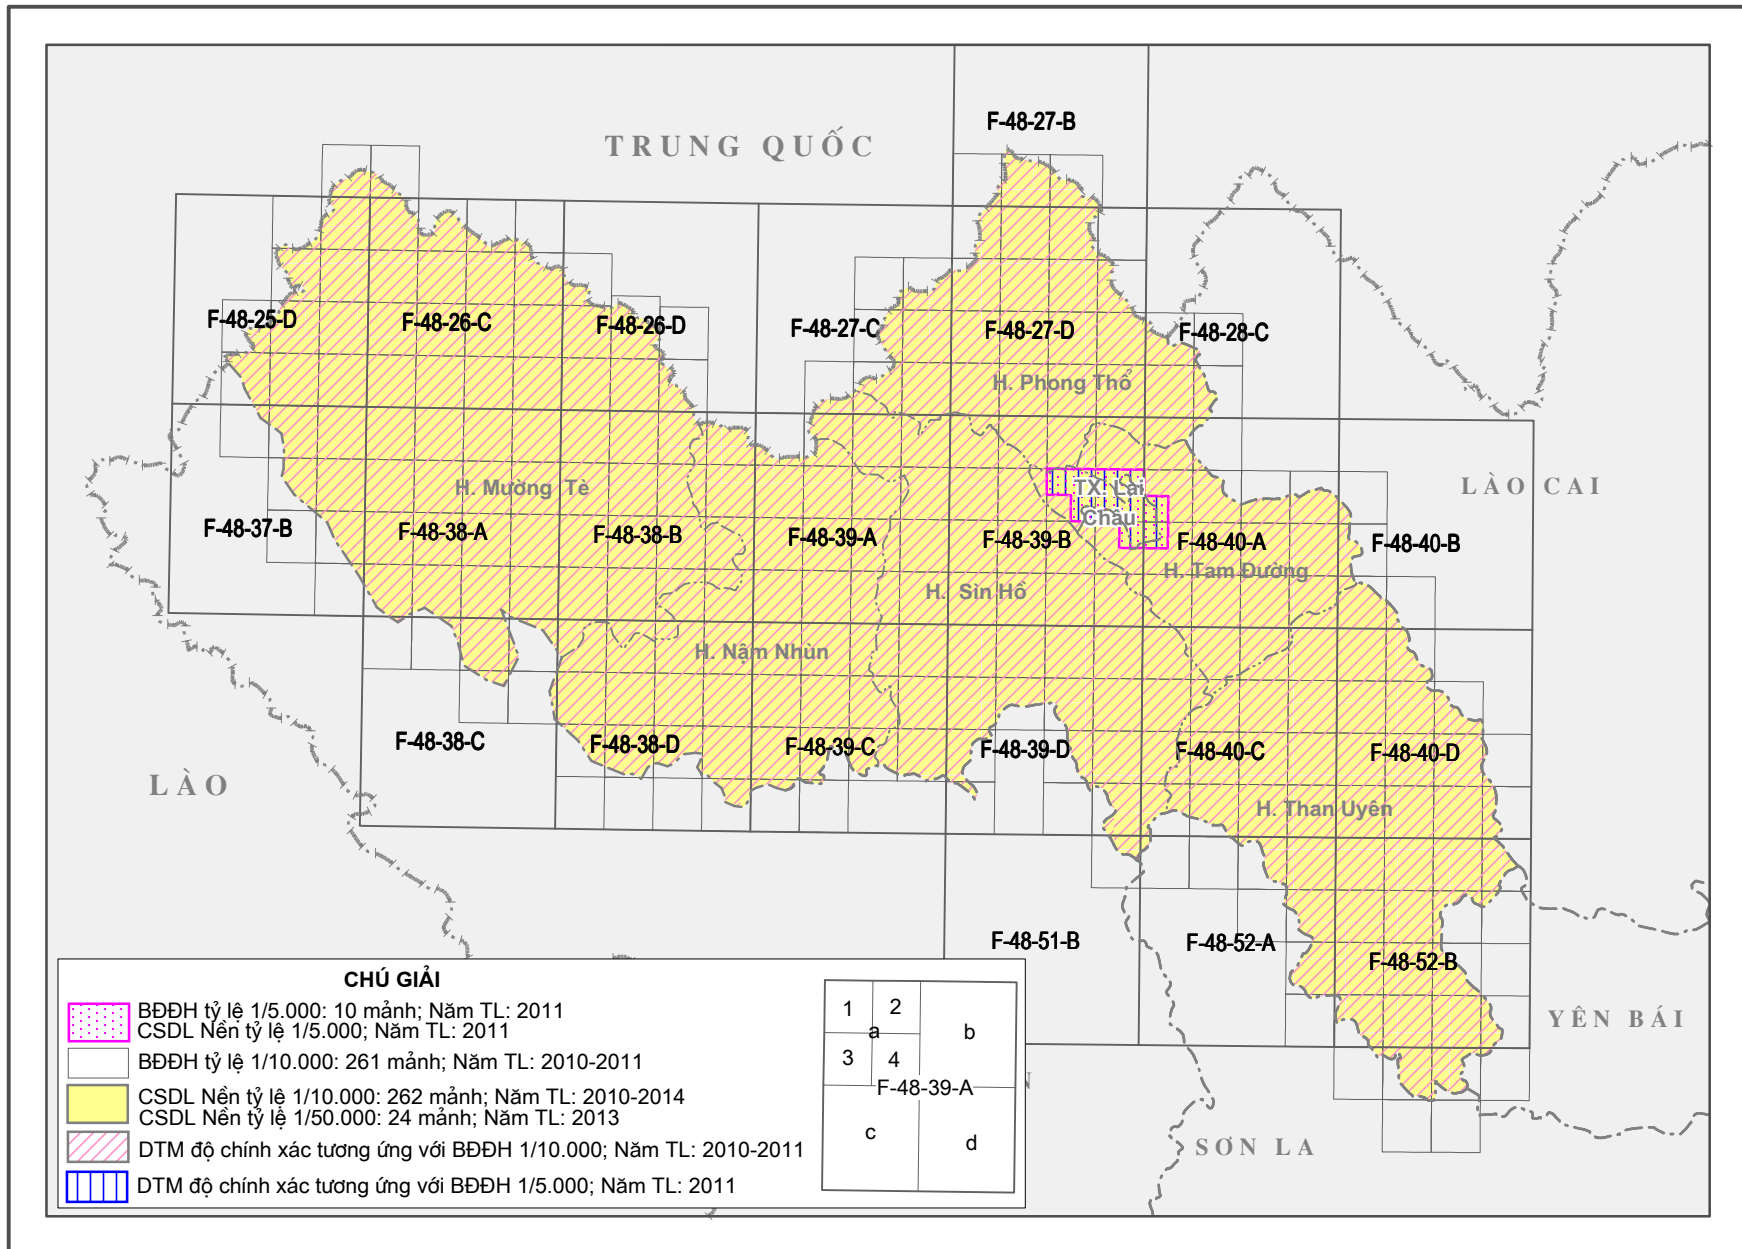 F-48-27-B
TRUNG QUỐC
F-48-25-D
F-48-26-C
F-48-26-D
F-48-27-C
F-48-27-D
F-48-28-C
H. Phong Thổ
H. Mường Tè
TX. Lai
Châu
LÀO CAI
F-48-37-B
F-48-38-A
F-48-38-B
F-48-39-A
F-48-39-B
F-48-40-A
F-48-40-B
H. Tam Đường
H. Sìn Hồ
H. Nậm Nhùn
F-48-38-C
F-48-38-D
F-48-39-C
F-48-39-D
F-48-40-C
F-48-40-D
LÀO
H. Than Uyên
F-48-51-B
F-48-52-A
F-48-52-B
YÊN BÁI
SƠN LA
CHÚ GIẢI
BĐĐH tỷ lệ 1/5.000: 10 mảnh; Năm TL: 2011
CSDL Nền tỷ lệ 1/5.000; Năm TL: 2011
BĐĐH tỷ lệ 1/10.000: 261 mảnh; Năm TL: 2010-2011
CSDL Nền tỷ lệ 1/10.000: 262 mảnh; Năm TL: 2010-2014
CSDL Nền tỷ lệ 1/50.000: 24 mảnh; Năm TL: 2013
DTM độ chính xác tương ứng với BĐĐH 1/10.000; Năm TL: 2010-2011
DTM độ chính xác tương ứng với BĐĐH 1/5.000; Năm TL: 2011
1 2
a b
3 4
F-48-39-A
c d